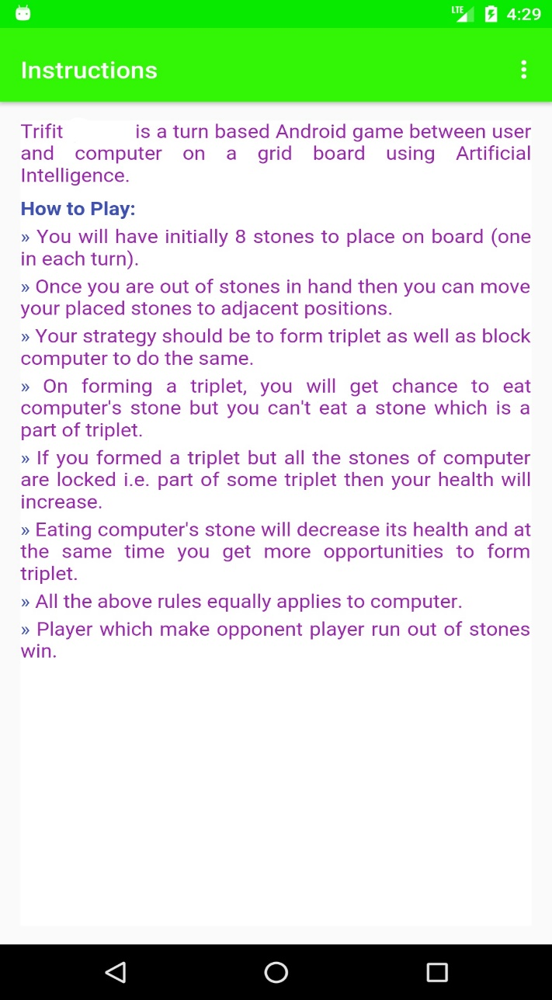 LTE 4:29
Instructions
Trifit is a turn based Android game between user
and computer on a grid board using Artificial
Intelligence.
How to Play:
» You will have initially 8 stones to place on board (one
in each turn).
» Once you are out of stones in hand then you can move
your placed stones to adjacent positions.
» Your strategy should be to form triplet as well as block
computer to do the same.
» On forming a triplet, you will get chance to eat
computer's stone but you can't eat a stone which is a
part of triplet.
» If you formed a triplet but all the stones of computer
are locked i.e. part of some triplet then your health will
increase.
» Eating computer's stone will decrease its health and at
the same time you get more opportunities to form
triplet.
» All the above rules equally applies to computer.
» Player which make opponent player run out of stones
win.